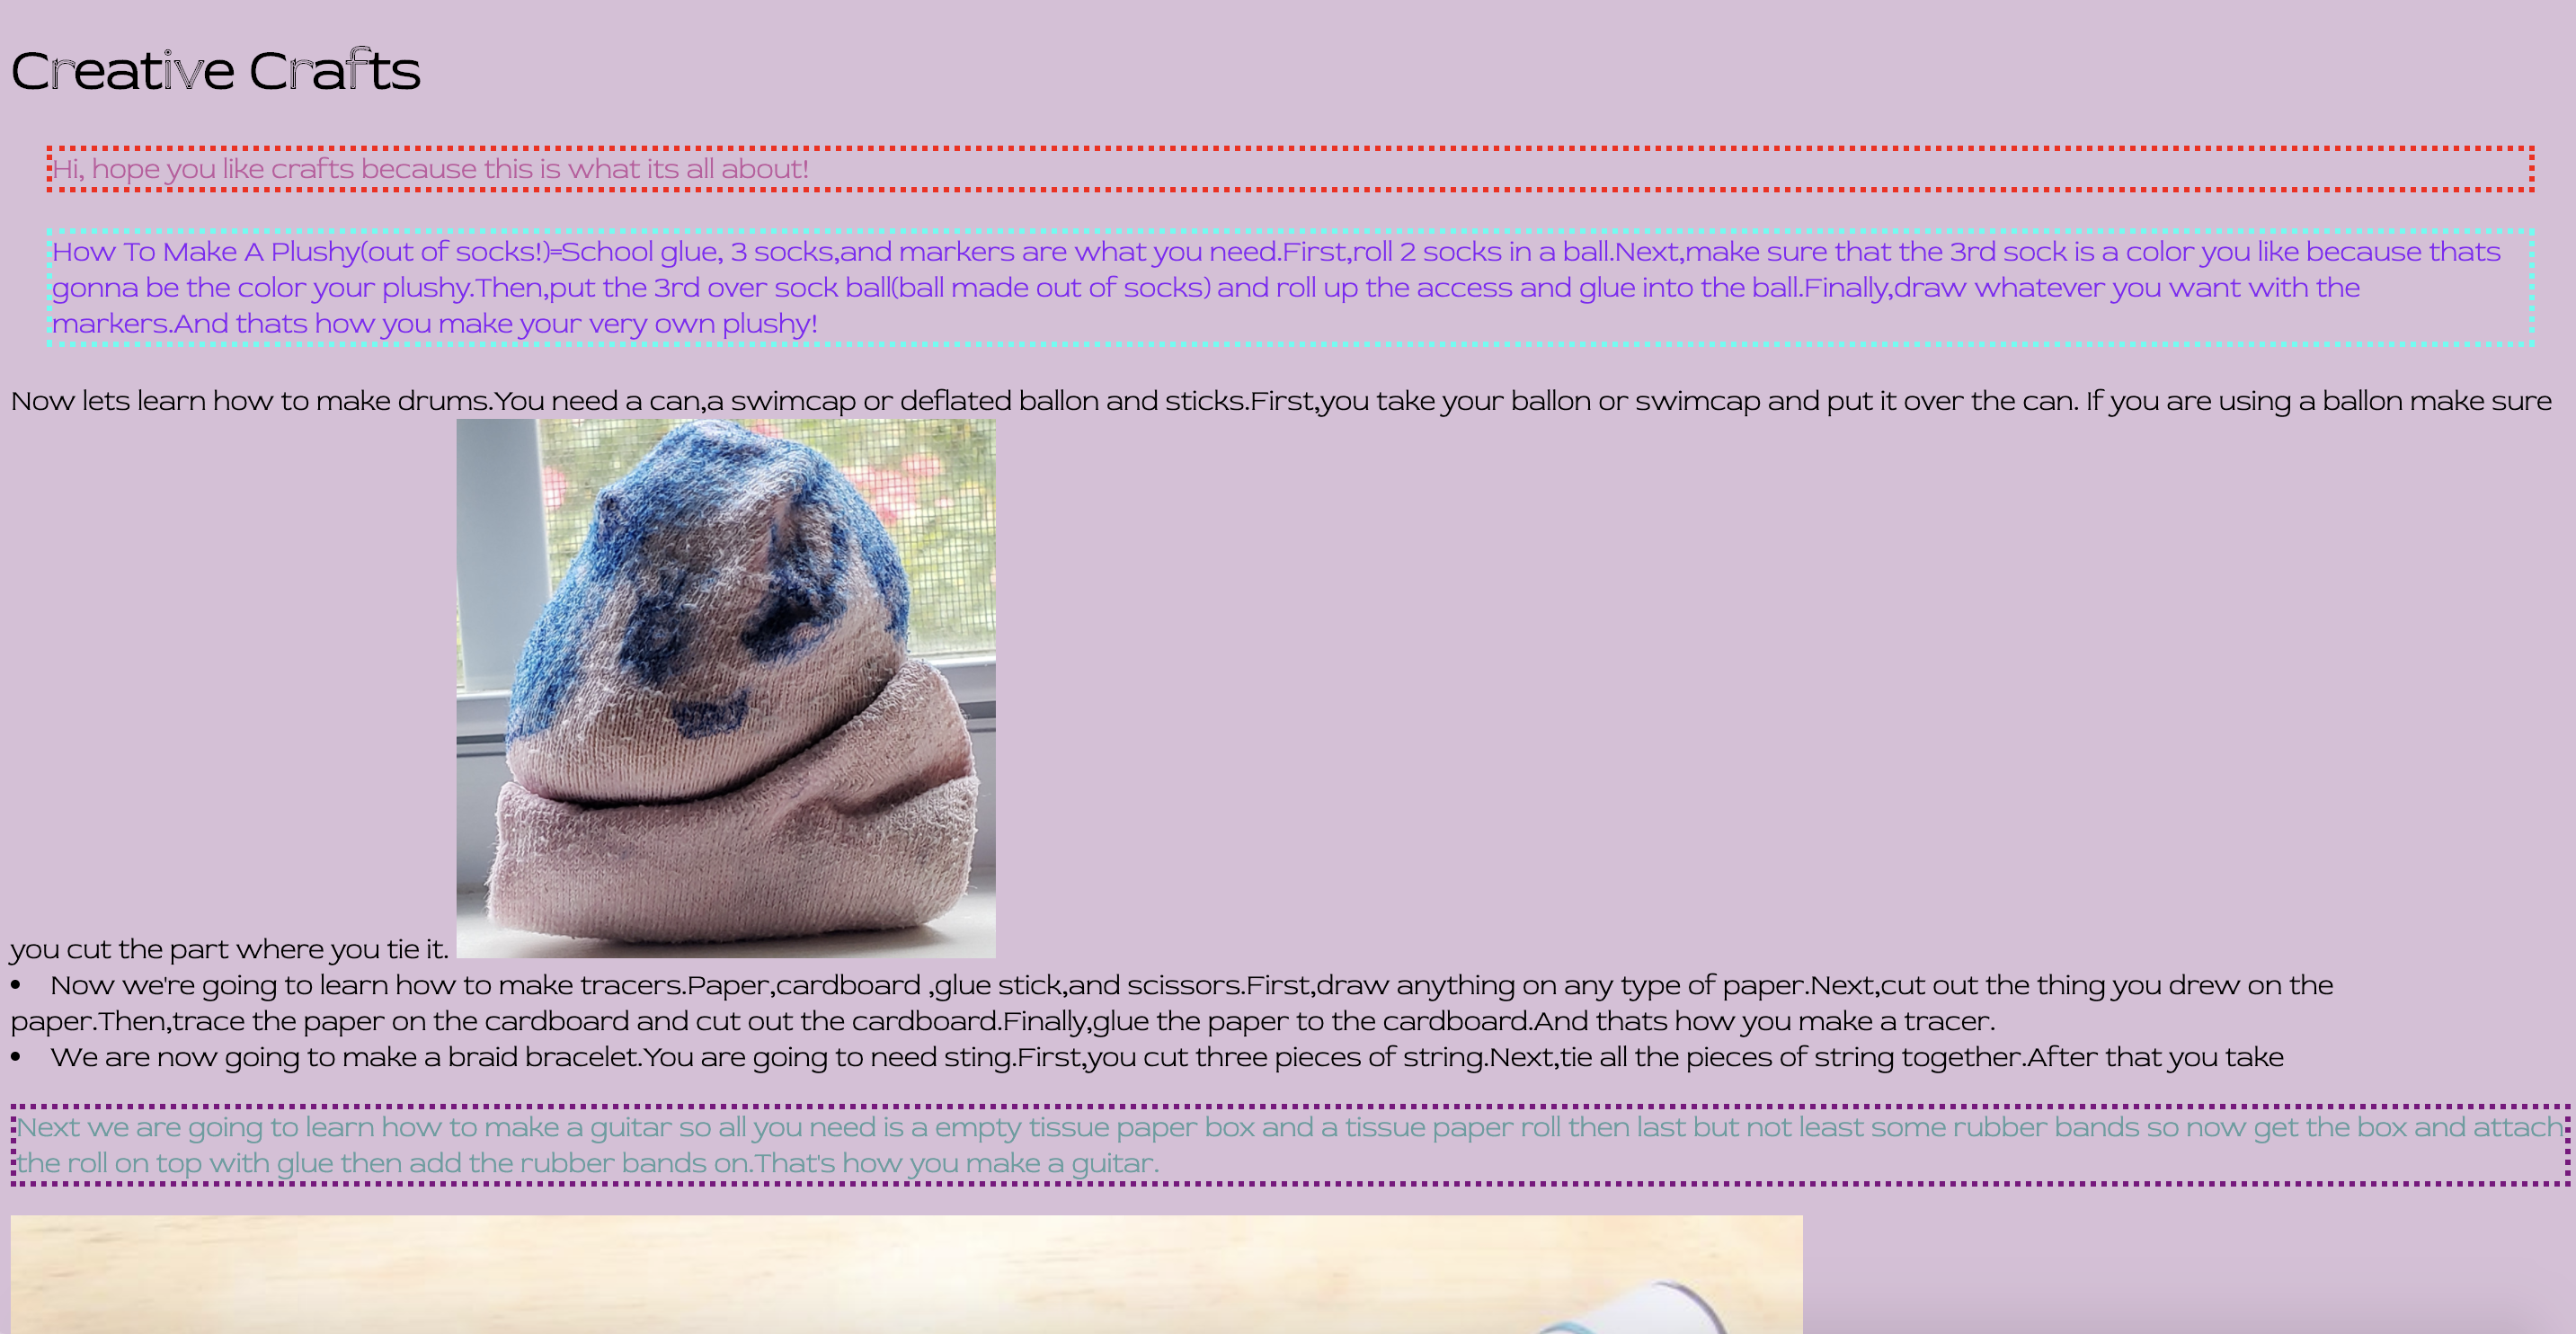 Creative Crafts
Hi, hope you like crafts because this is what its all about!
How To Make A Plushy(out of socks!)=School glue, 3 socks,and markers are what you need.First,roll 2 socks in a ball.Next,make sure that the 3rd sock is a color you like because thats
gonna be the color your plushy.Then,put the 3rd over sock ball(ball made out of socks) and roll up the access and glue into the ball.Finally,draw whatever you want with the
markers.And thats how you make your very own plushy!
Now lets learn how to make drums.You need a can,a swimcap or deflated ballon and sticks.First,you take your ballon or swimcap and put it over the can. If you are using a ballon make sure
you cut the part where you tie it.
• Now we're going to learn how to make tracers.Paper,cardboard ,glue stick,and scissors.First,draw anything on any type of paper.Next,cut out the thing you drew on the
paper.Then,trace the paper on the cardboard and cut out the cardboard.Finally,glue the paper to the cardboard.And thats how you make a tracer.
• We are now going to make a braid bracelet.You are going to need sting.First,you cut three pieces of string.Next,tie all the pieces of string together.After that you take
Next we are going to learn how to make a guitar so all you need is a empty tissue paper box and a tissue paper roll then last but not least some rubber bands so now get the box and attach
the roll on top with glue then add the rubber bands on.That's how you make a guitar.